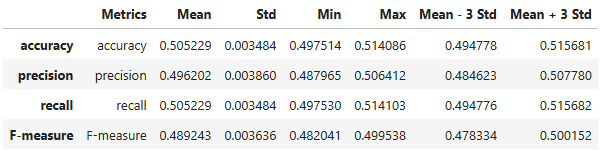 Metrics Mean Std Min Max Mean - 3 Std Mean + 3 Std
accuracy accuracy 0.505229 0.003484 0.497514 0.514086 0.494778 0.515681
precision precision 0.496202 0.003860 0.487965 0.506412 0.484623 0.507780
recall recall 0.505229 0.003484 0.497530 0.514103 0.494776 0.515682
F-measure F-measure 0.489243 0.003636 0.482041 0.499538 0.478334 0.500152